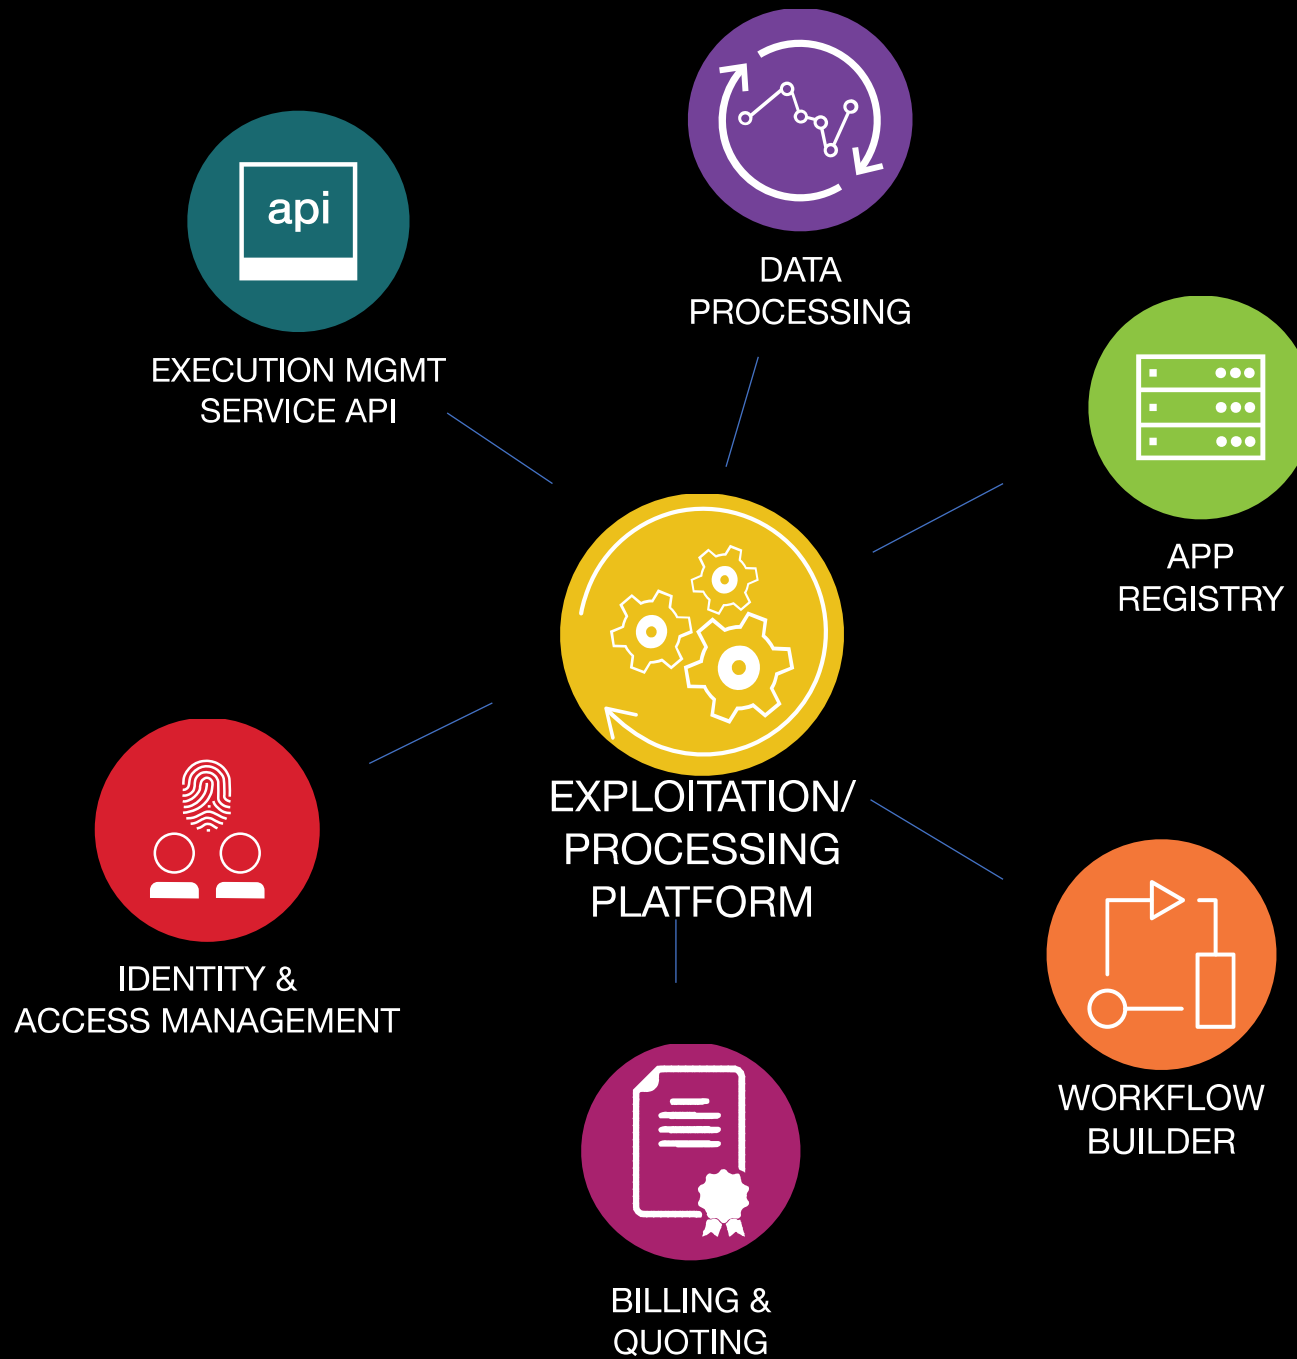 api
EXECUTION MGMT
SERVICE API
DATA
PROCESSING
APP
REGISTRY
EXPLOITATION/
PROCESSING
PLATFORM
IDENTITY &
ACCESS MANAGEMENT
WORKFLOW
BUILDER
BILLING &
QUOTING